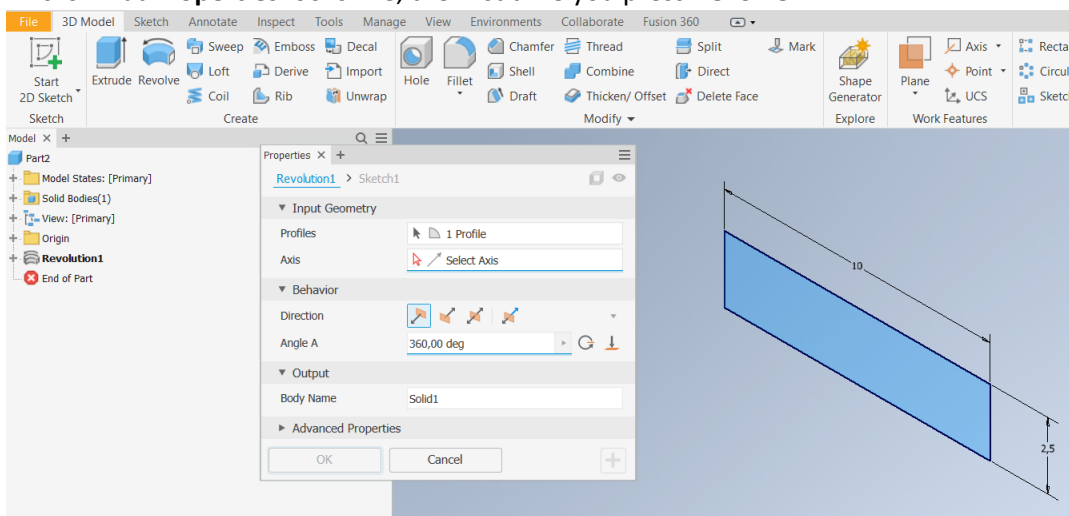 File 3D Model Sketch Annotate Inspect Tools Manage View Environments Collaborate Fusion 360
Sweep Emboss Decal Chamfer Thread Split Mark Axis Recta
Start Extrude Revolve Loft Derive Import Hole Fillet Shell Combine Direct Shape Plane Point Circul
2D Sketch Coil Rib Unwrap Draft Thicken/ Offset Delete Face Generator UCS Sketc
Sketch Create Modify Explore Work Features
Model × +
Part2
Model States: [Primary]
Solid Bodies(1)
View: [Primary]
Origin
Revolution1
End of Part
Properties × +
Revolution1 > Sketch1
Input Geometry
Profiles 1 Profile
Axis Select Axis
Behavior
Direction
Angle A 360,00 deg
Output
Body Name Solid1
Advanced Properties
OK Cancel +
10
2,5